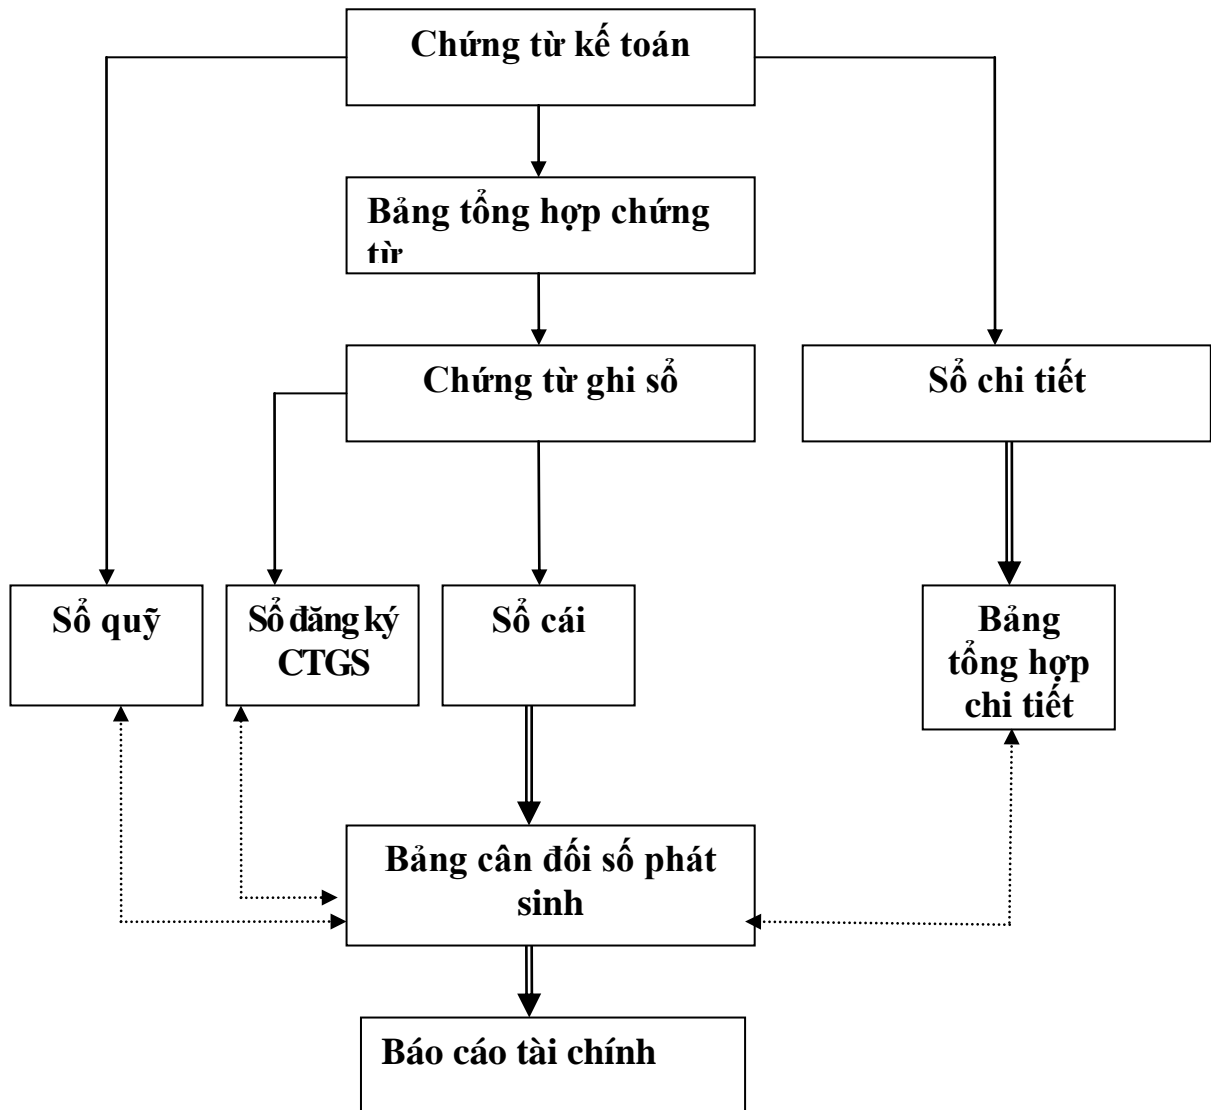 Chứng từ kế toán
Bảng tổng hợp chứng
từ
Chứng từ ghi sổ
Sổ chi tiết
Sổ quỹ
Sổ đăng ký
CTGS
Sổ cái
Bảng
tổng hợp
chi tiết
Bảng cân đối số phát
sinh
Báo cáo tài chính